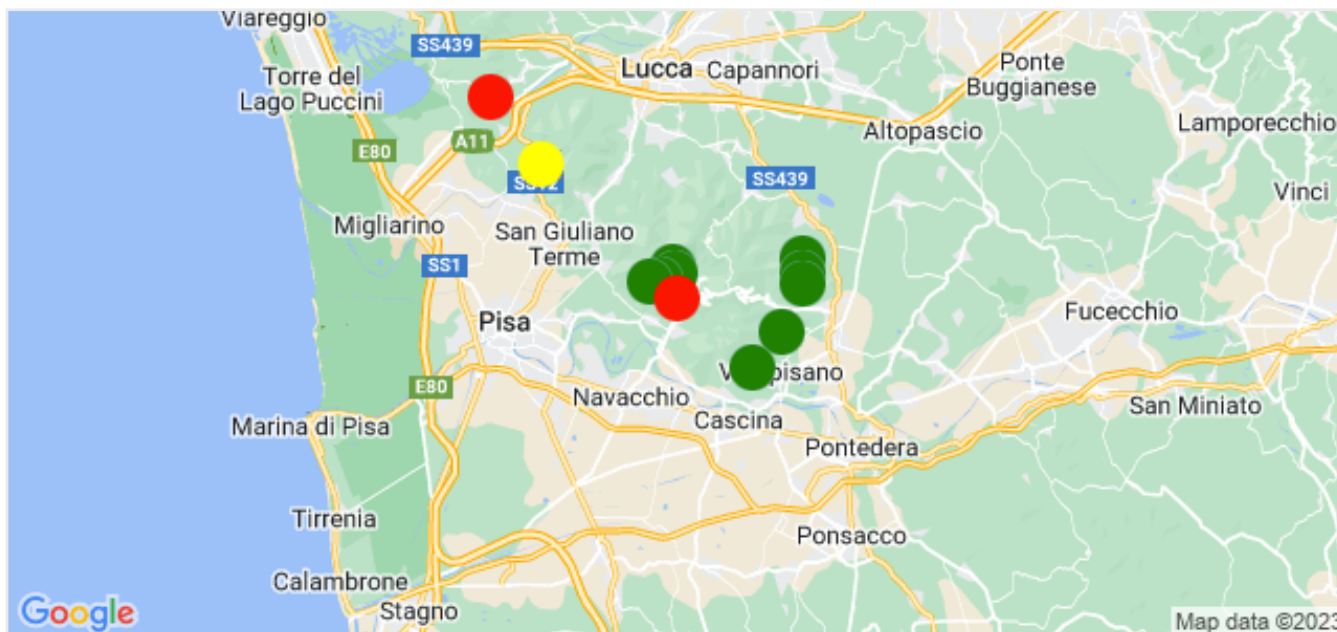 Viareggio
SS439
Torre del
Lago Puccini
Lucca
Capannori
Ponte
Buggianese
Altopascio
Lamporecchio
A11
E80
SS439
Vinci
Migliarino
San Giuliano
Terme
SS1
Pisa
Fucecchio
E80
Navacchio
Cascina
San Miniato
Marina di Pisa
Pontedera
Tirrenia
Ponsacco
Calambrone
Stagno
Google
Map data ©2023